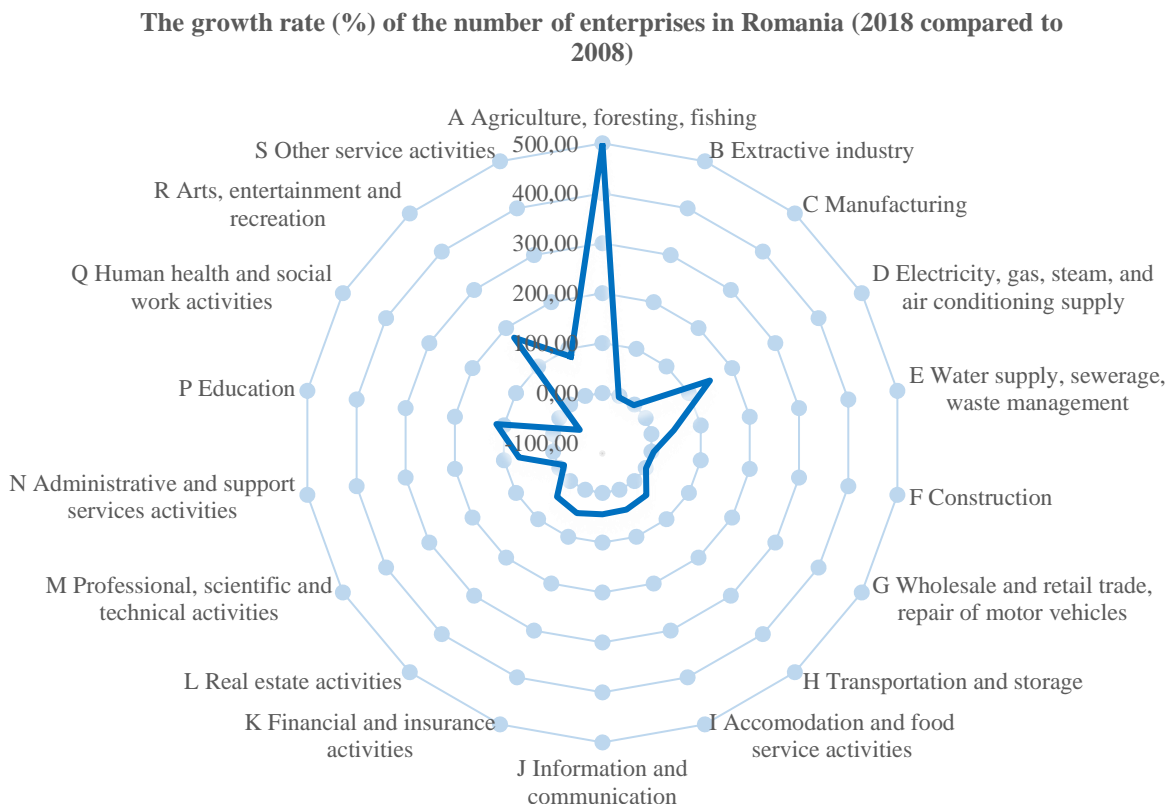 The growth rate (%) of the number of enterprises in Romania (2018 compared to
2008)
A Agriculture, foresting, fishing
500,00
400,00
300,00
200,00
100,00
0,00
-100,00
B Extractive industry
C Manufacturing
D Electricity, gas, steam, and
air conditioning supply
E Water supply, sewerage,
waste management
F Construction
G Wholesale and retail trade,
repair of motor vehicles
H Transportation and storage
I Accomodation and food
service activities
J Information and
communication
K Financial and insurance
activities
L Real estate activities
M Professional, scientific and
technical activities
N Administrative and support
services activities
P Education
Q Human health and social
work activities
R Arts, entertainment and
recreation
S Other service activities